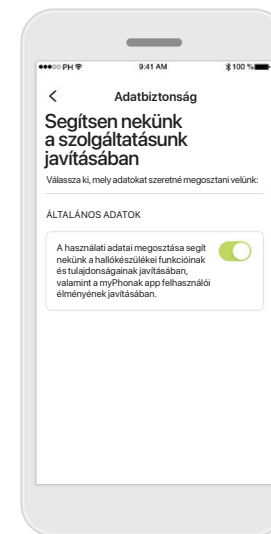 PH 9:41 AM 100 %
Adatbiztonság
Segítsen nekünk
a szolgáltatásunk
javításában
Válassza ki, mely adatokat szeretné megosztani velünk:
ÁLTALÁNOS ADATOK
A használati adatai megosztása segít
nekünk a hallókészülékei funkcióinak
és tulajdonságainak javításában,
valamint a myPhonak app felhasználói
élményének javításában.